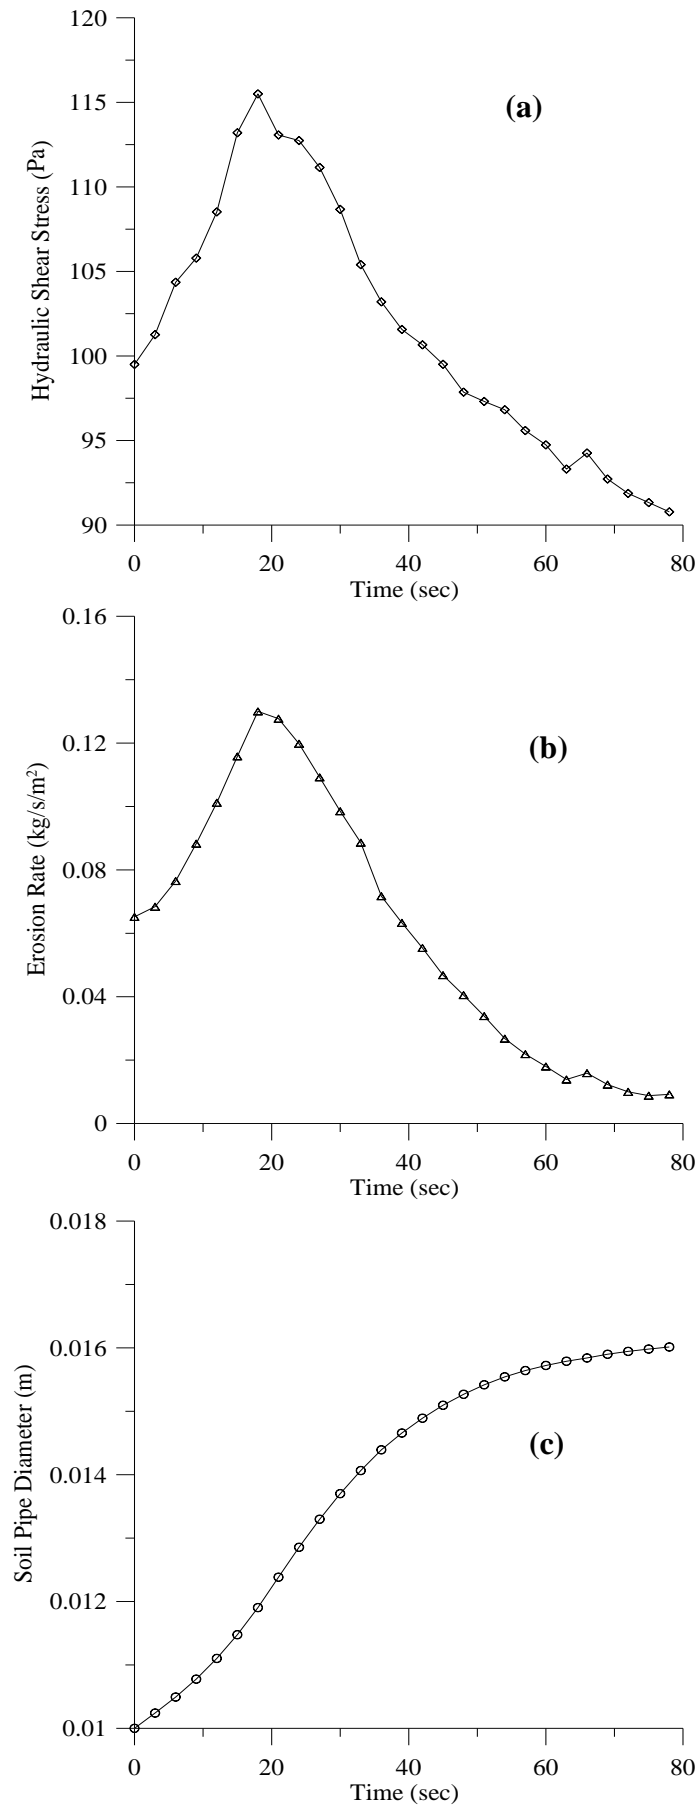 120
115
110
105
100
95
90
Hydraulic Shear Stress (Pa)
(a)
0 20 40 60 80
Time (sec)
0.16
0.12
0.08
0.04
0
Erosion Rate (kg/s/m²)
(b)
0 20 40 60 80
Time (sec)
0.018
0.016
0.014
0.012
0.01
Soil Pipe Diameter (m)
(c)
0 20 40 60 80
Time (sec)